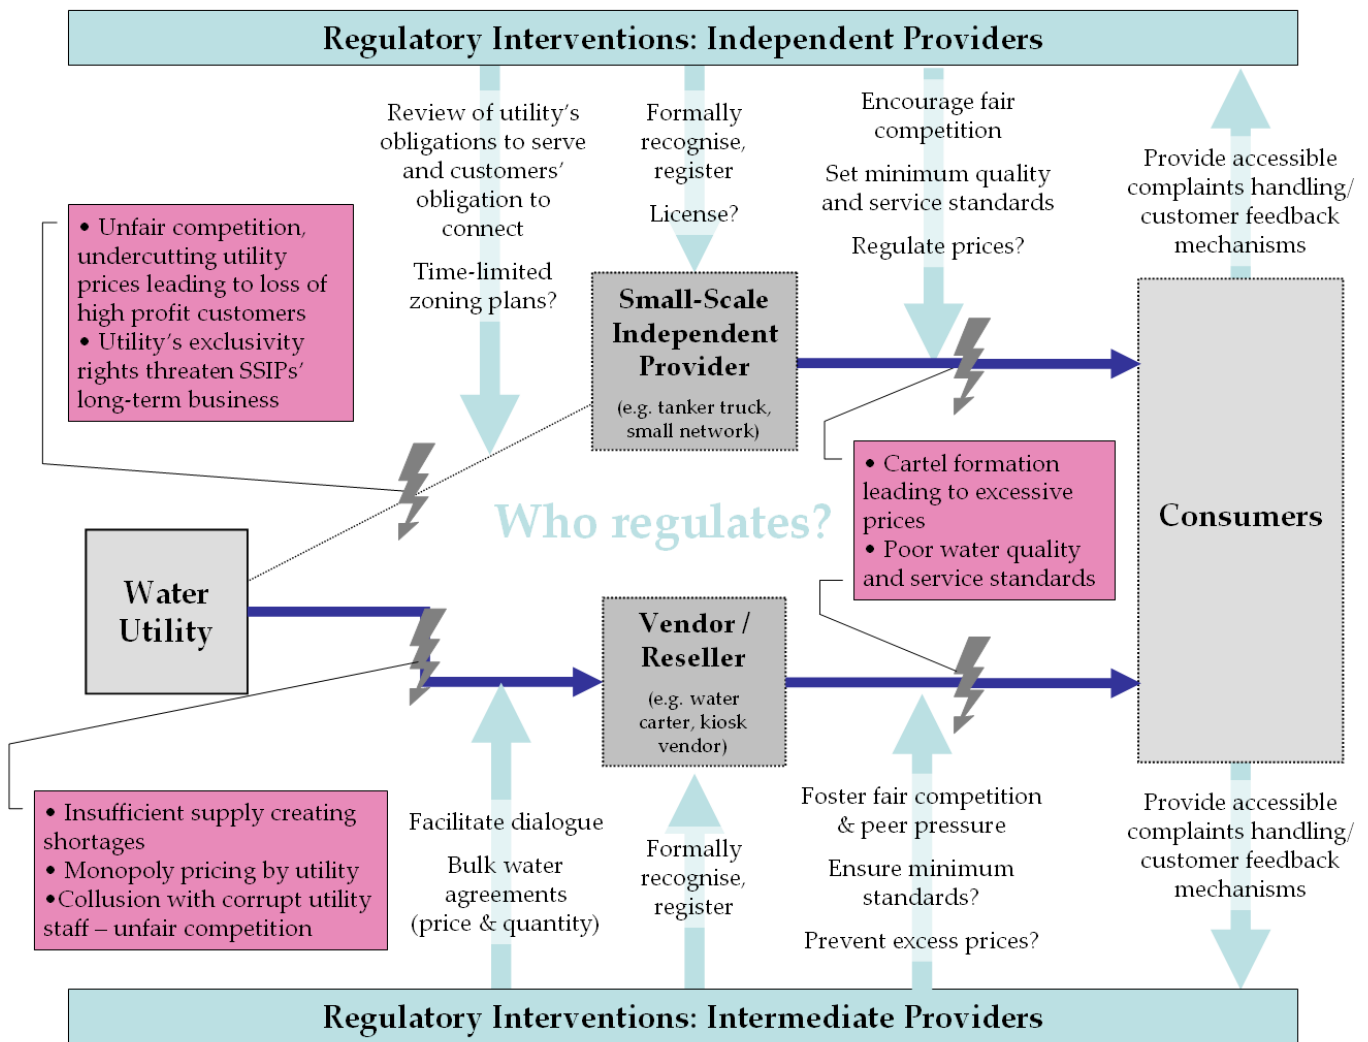 Regulatory Interventions: Independent Providers
Review of utility's
obligations to serve
and customers'
obligation to
connect
Time-limited
zoning plans?
Formally
recognise,
register
License?
Encourage fair
competition
Set minimum quality
and service standards
Regulate prices?
Provide accessible
complaints handling/
customer feedback
mechanisms
• Unfair competition,
undercutting utility
prices leading to loss of
high profit customers
• Utility's exclusivity
rights threaten SSIPs'
long-term business
Small-Scale
Independent
Provider
(e.g. tanker truck,
small network)
• Cartel formation
leading to excessive
prices
• Poor water quality
and service standards
Consumers
Who regulates?
Water
Utility
Vendor /
Reseller
(e.g. water
carter, kiosk
vendor)
• Insufficient supply creating
shortages
• Monopoly pricing by utility
•Collusion with corrupt utility
staff – unfair competition
Facilitate dialogue
Bulk water
agreements
(price & quantity)
Formally
recognise,
register
Foster fair competition
& peer pressure
Ensure minimum
standards?
Prevent excess prices?
Provide accessible
complaints handling/
customer feedback
mechanisms
Regulatory Interventions: Intermediate Providers